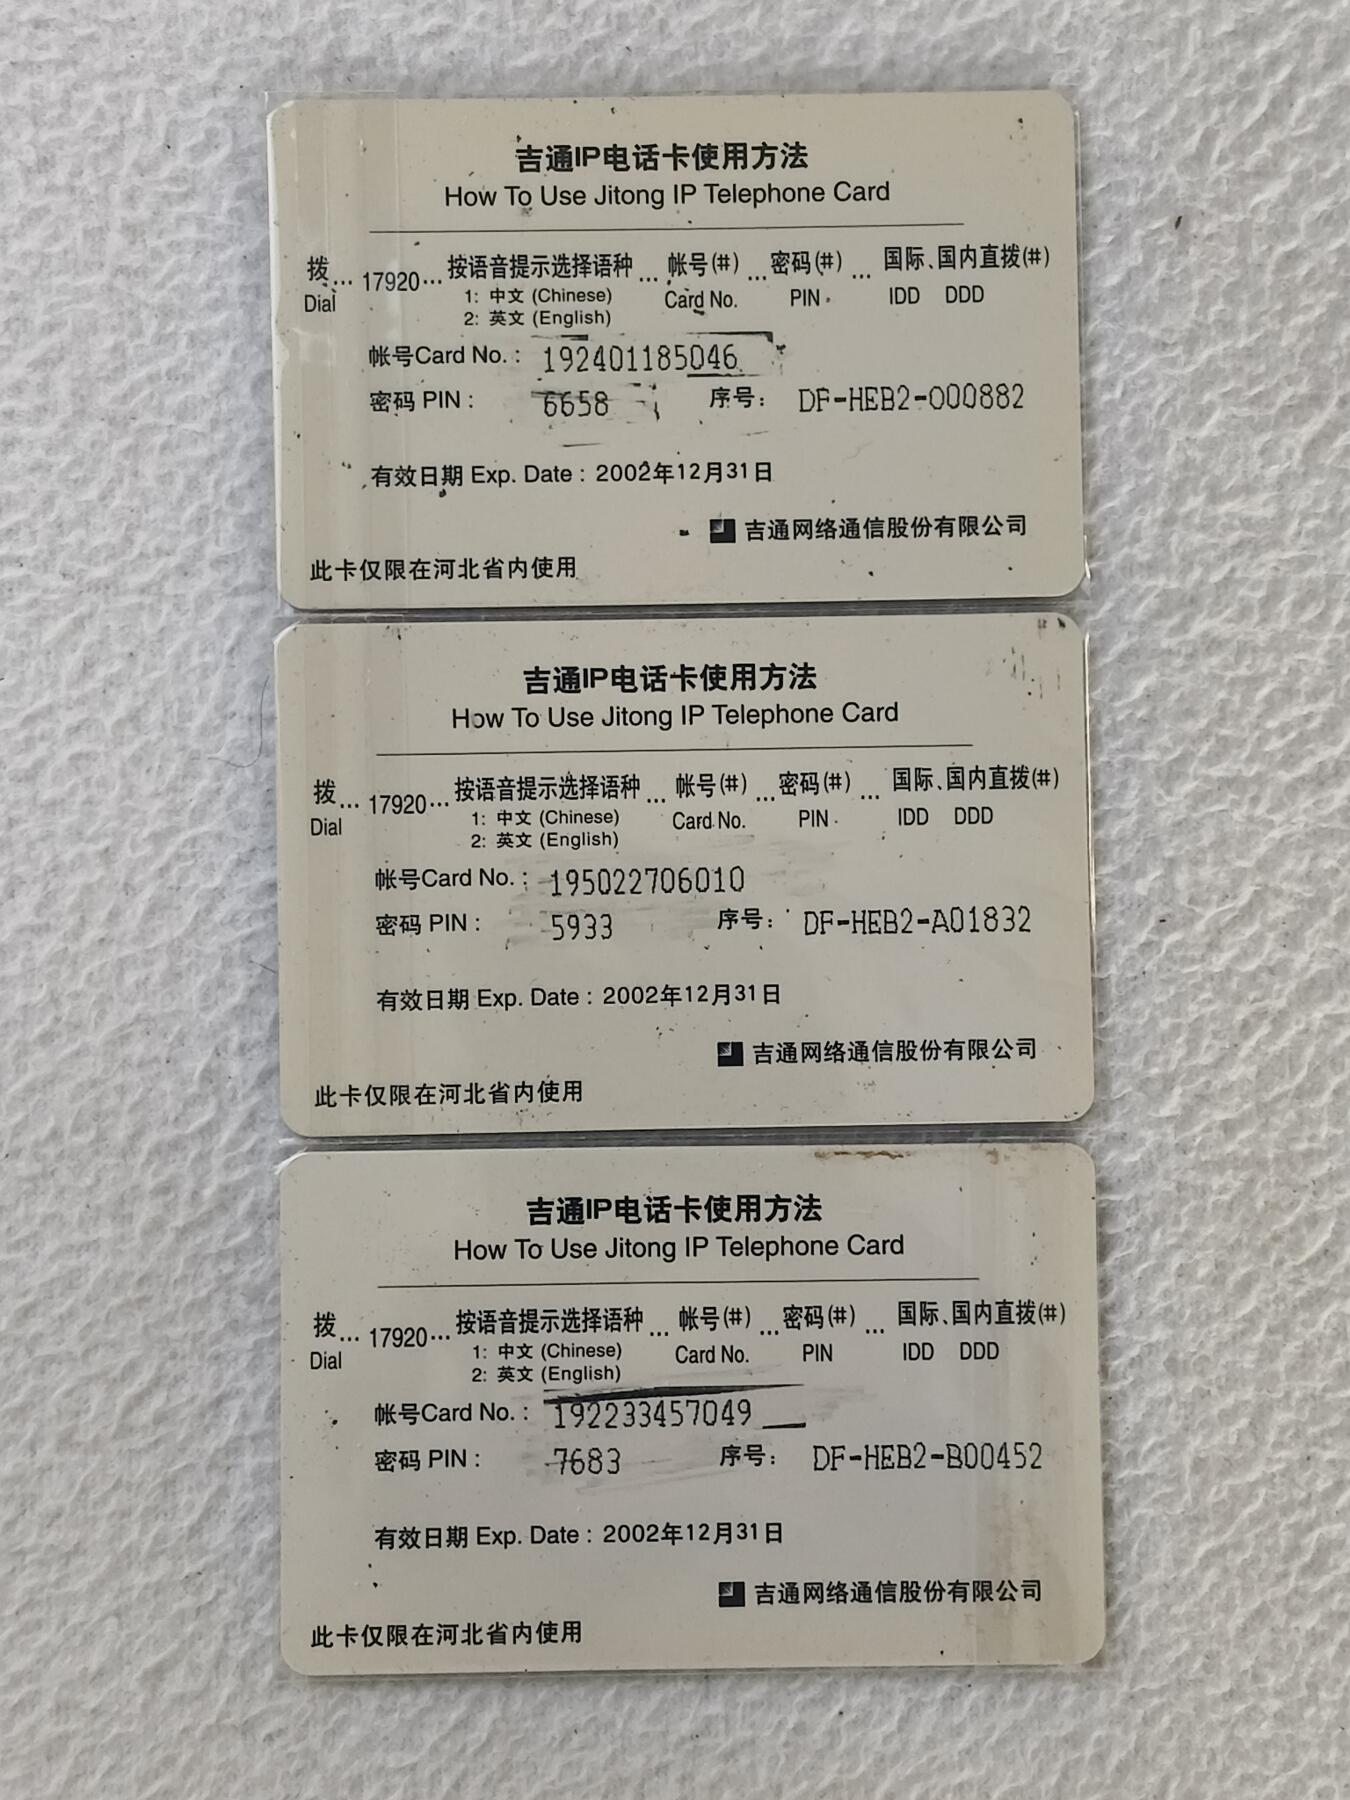 吉通IP电话卡使用方法
How To Use Jitong IP Telephone Card
拨... 17920... 按语音提示选择语种 ... 帐号(#) ... 密码(#) ... 国际、国内直拨(#)
Dial 1: 中文 (Chinese) Card No. PIN IDD DDD
2: 英文 (English)
帐号Card No. : 192401185046
密码 PIN : 6658 序号: DF-HEB2-000882
有效日期 Exp. Date : 2002年12月31日
吉通网络通信股份有限公司
此卡仅限在河北省内使用
吉通IP电话卡使用方法
How To Use Jitong IP Telephone Card
拨... 17920... 按语音提示选择语种 ... 帐号(#) ... 密码(#) ... 国际、国内直拨(#)
Dial 1: 中文 (Chinese) Card No. PIN IDD DDD
2: 英文 (English)
帐号Card No. : 195022706010
密码 PIN : 5933 序号: DF-HEB2-A01832
有效日期 Exp. Date : 2002年12月31日
吉通网络通信股份有限公司
此卡仅限在河北省内使用
吉通IP电话卡使用方法
How To Use Jitong IP Telephone Card
拨... 17920... 按语音提示选择语种 ... 帐号(#) ... 密码(#) ... 国际、国内直拨(#)
Dial 1: 中文 (Chinese) Card No. PIN IDD DDD
2: 英文 (English)
帐号Card No. : 192233457049
密码 PIN : 7683 序号: DF-HEB2-B00452
有效日期 Exp. Date : 2002年12月31日
吉通网络通信股份有限公司
此卡仅限在河北省内使用